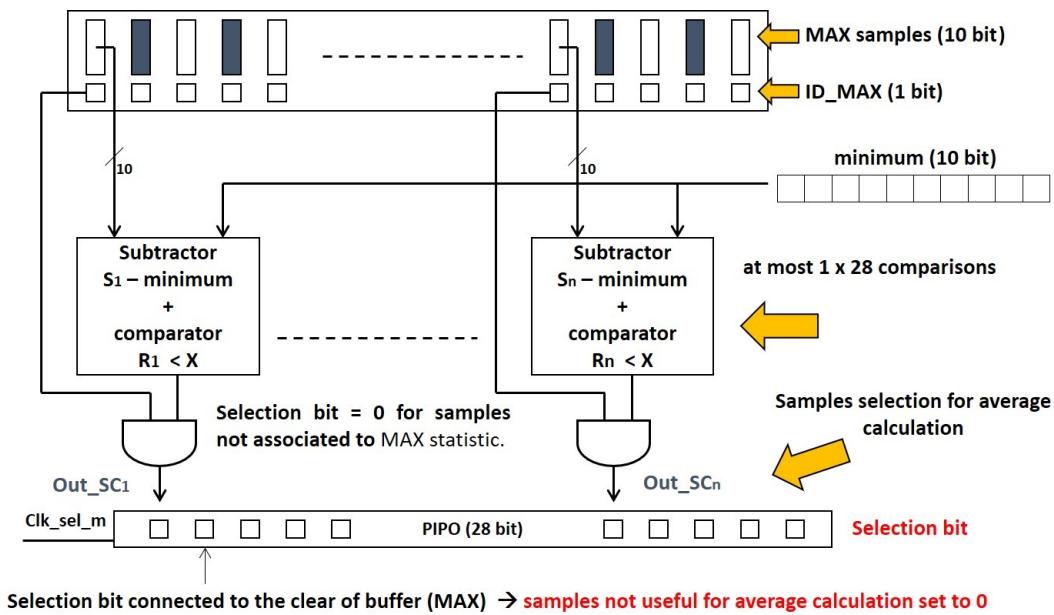 MAX samples (10 bit)
ID_MAX (1 bit)
10
10
minimum (10 bit)
Subtractor
S1 – minimum
+
comparator
R1 < X
Subtractor
Sn – minimum
+
comparator
Rn < X
at most 1 x 28 comparisons
Selection bit = 0 for samples
not associated to MAX statistic.
Samples selection for average
calculation
Out_SC1
Out_SCn
Clk_sel_m
PIPO (28 bit)
Selection bit
Selection bit connected to the clear of buffer (MAX) → samples not useful for average calculation set to 0